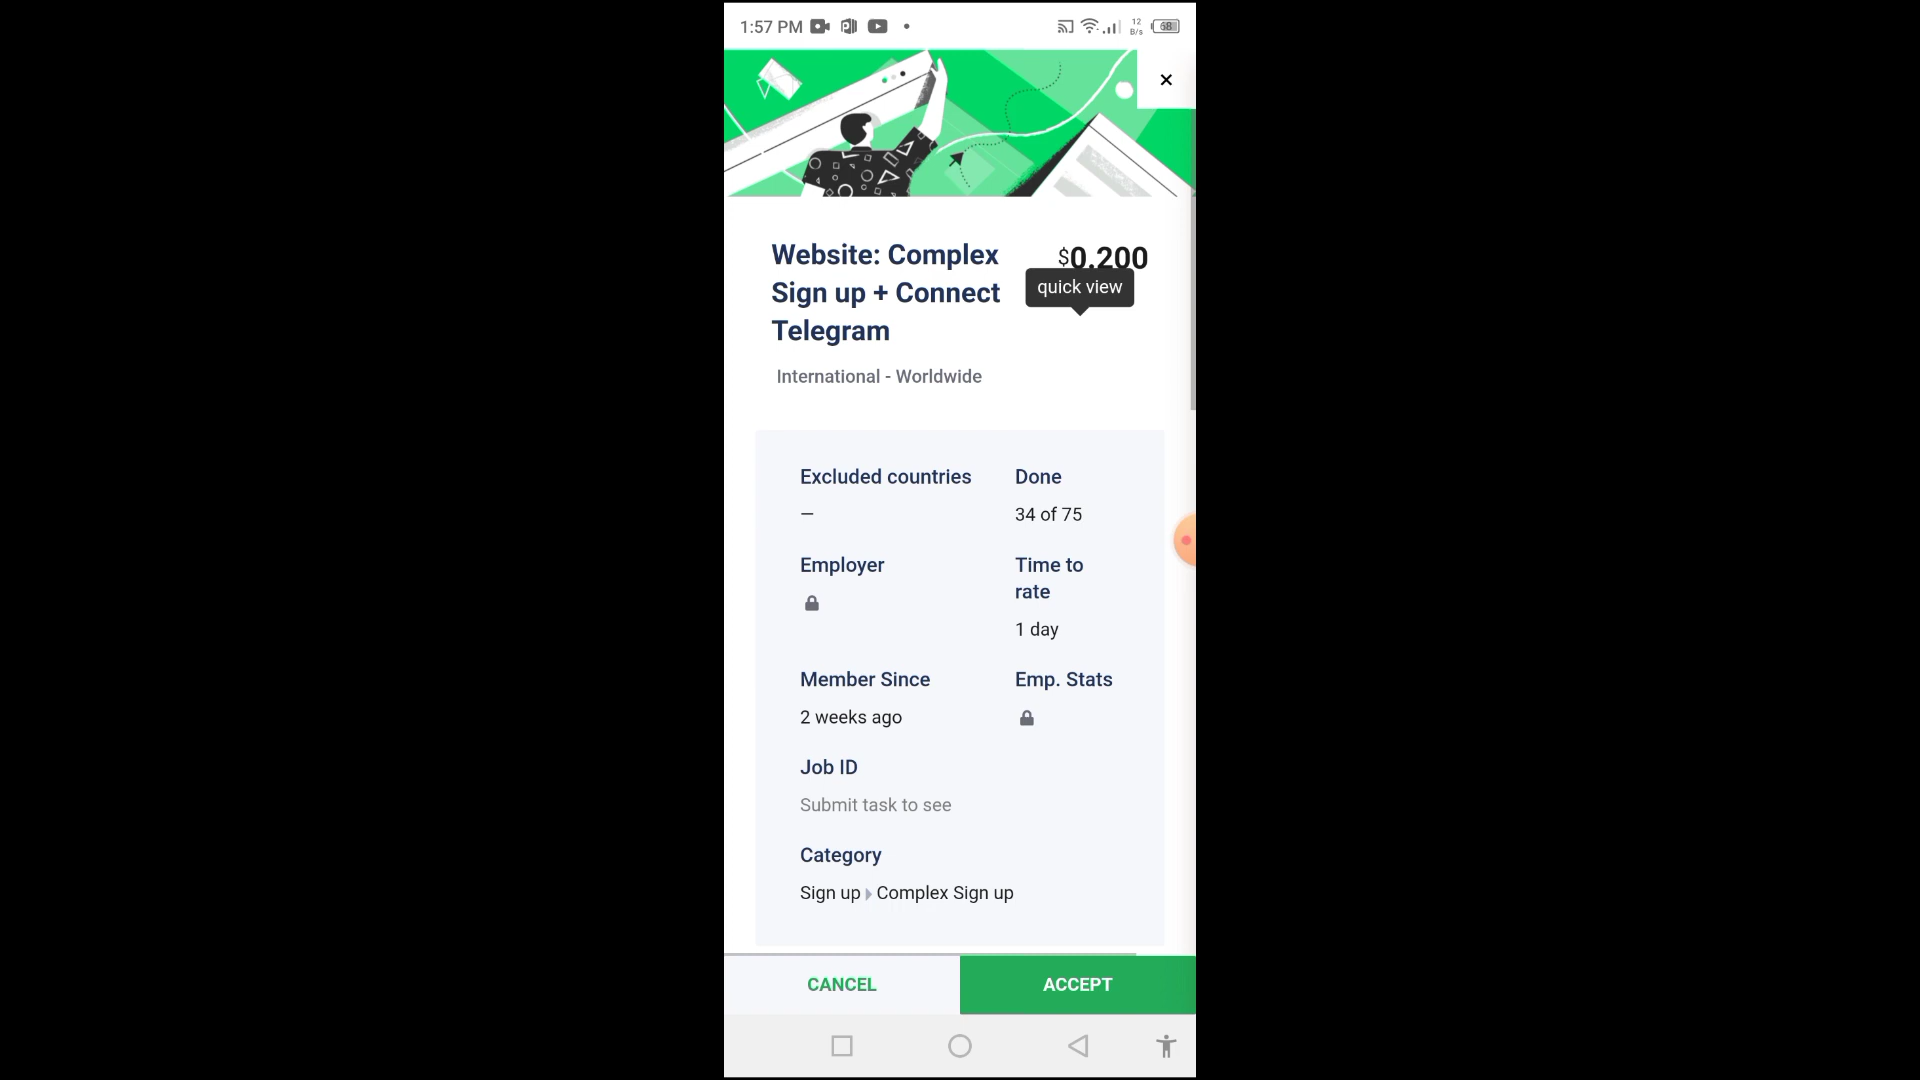 1:57 PM
12
B/s
68
×
Website: Complex
Sign up + Connect
Telegram
$0.200
quick view
International - Worldwide
Excluded countries
Done
—
34 of 75
Employer
Time to
rate
1 day
Member Since
Emp. Stats
2 weeks ago
Job ID
Submit task to see
Category
Sign up Complex Sign up
CANCEL
ACCEPT